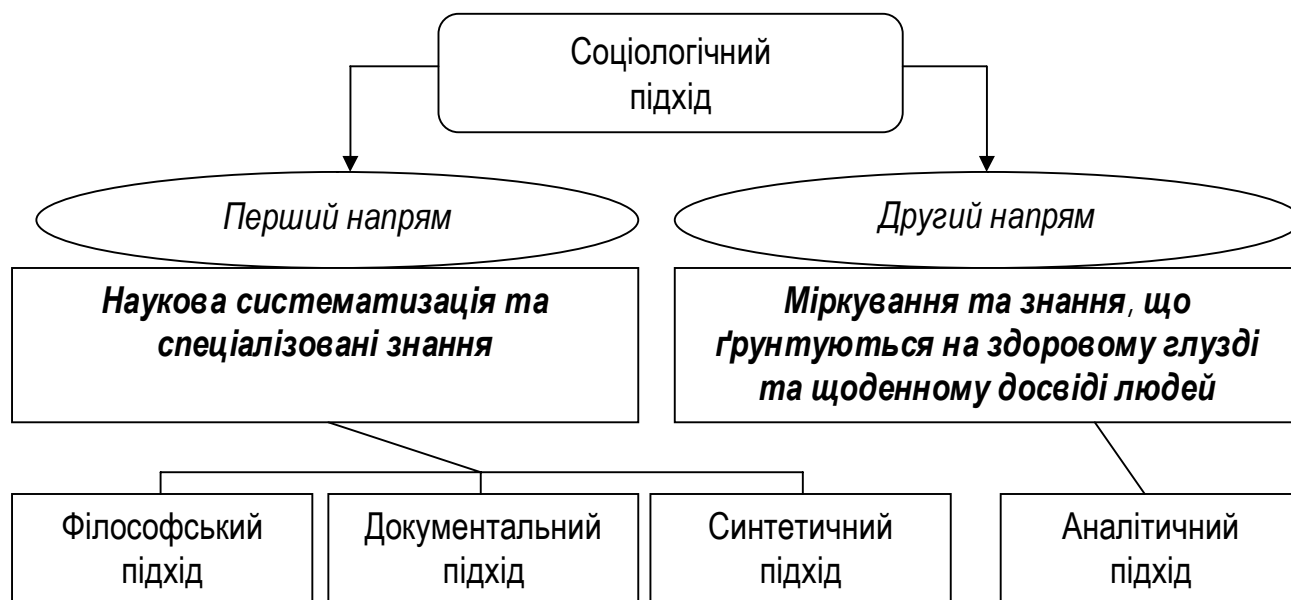 Соціологічний
підхід
Перший напрям
Другий напрям
Наукова систематизація та
спеціалізовані знання
Міркування та знання, що
ґрунтуються на здоровому глузді
та щоденному досвіді людей
Філософський
підхід
Документальний
підхід
Синтетичний
підхід
Аналітичний
підхід